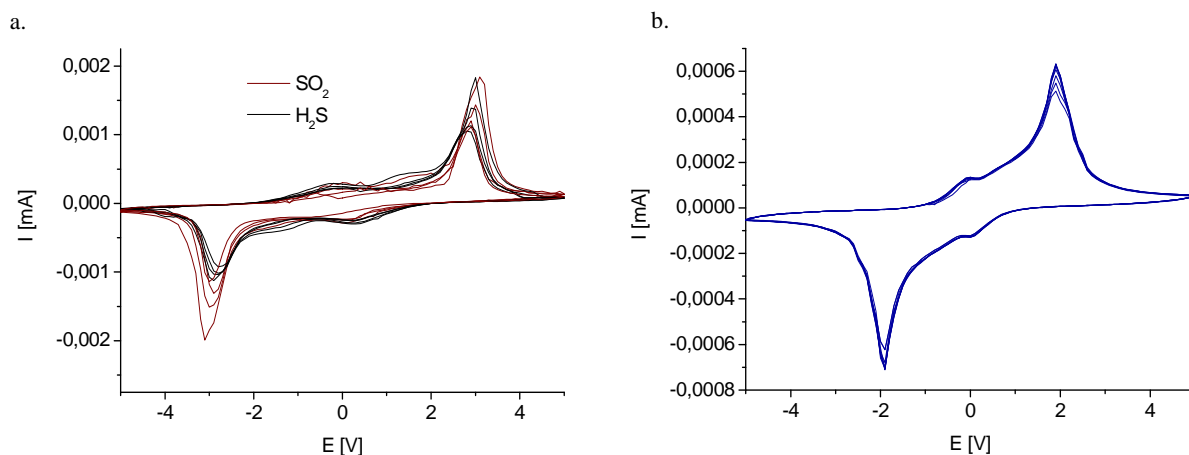 a.
0,002
0,001
0,000
-0,001
-0,002
I [mA]
SO₂
H₂S
-4 -2 0 2 4
E [V]
b.
0,0006
0,0004
0,0002
0,0000
-0,0002
-0,0004
-0,0006
-0,0008
I [mA]
-4 -2 0 2 4
E [V]